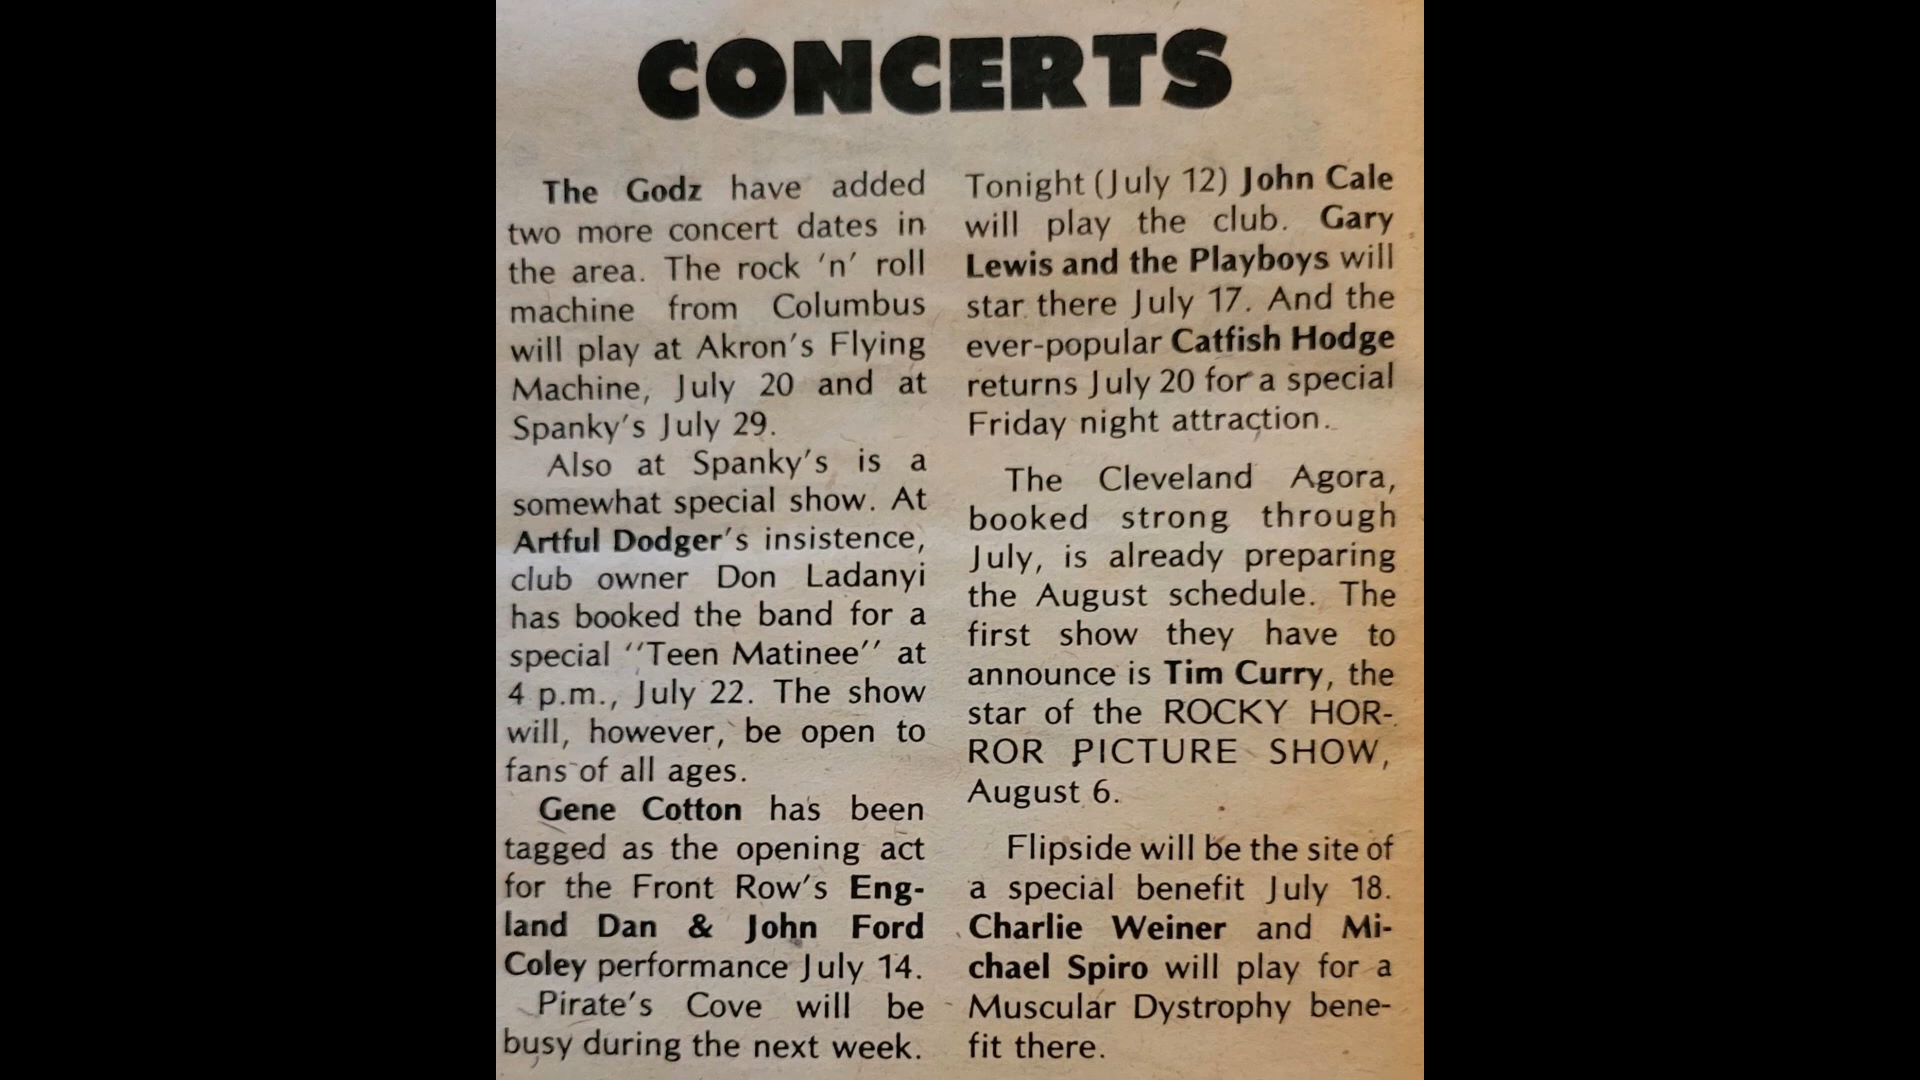 CONCERTS
The Godz have added
two more concert dates in
the area. The rock 'n' roll
machine from Columbus
will play at Akron's Flying
Machine, July 20 and at
Spanky's July 29.
Also at Spanky's is a
somewhat special show. At
Artful Dodger's insistence,
club owner Don Ladanyi
has booked the band for a
special "Teen Matinee" at
4 p.m., July 22. The show
will, however, be open to
fans of all ages.
Gene Cotton has been
tagged as the opening act
for the Front Row's Eng-
land Dan & John Ford
Coley performance July 14.
Pirate's Cove will be
busy during the next week.
Tonight (July 12) John Cale
will play the club. Gary
Lewis and the Playboys will
star there July 17. And the
ever-popular Catfish Hodge
returns July 20 for a special
Friday night attraction.
The Cleveland Agora,
booked strong through
July, is already preparing
the August schedule. The
first show they have to
announce is Tim Curry, the
star of the ROCKY HOR-
ROR PICTURE SHOW,
August 6.
Flipside will be the site of
a special benefit July 18.
Charlie Weiner and Mi-
chael Spiro will play for a
Muscular Dystrophy bene-
fit there.